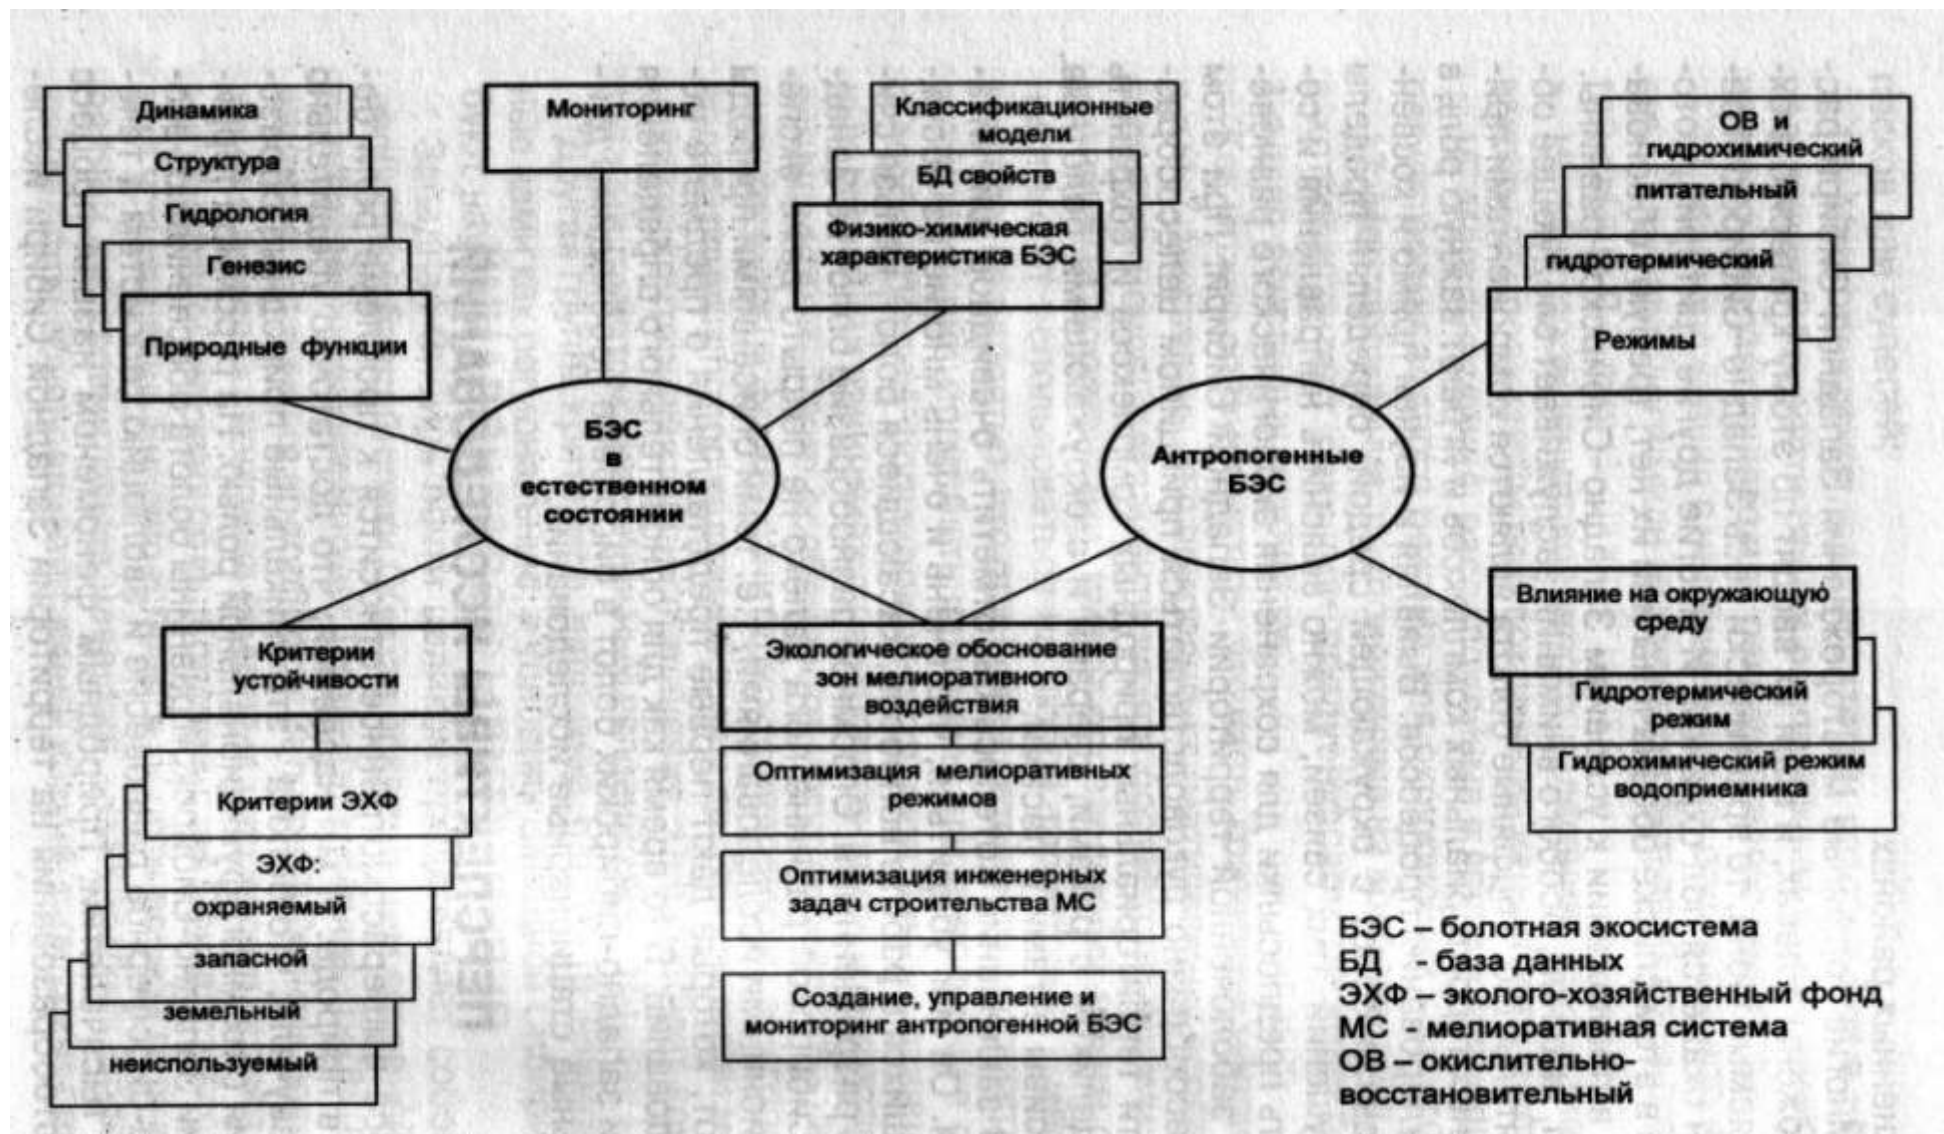 Динамика
Структура
Гидрология
Генезис
Природные функции
Мониторинг
Классификационные
модели
БД свойств
Физико-химическая
характеристика БЭС
ОВ и
гидрохимический
питательный
гидротермический
Режимы
БЭС
в
естественном
состоянии
Антропогенные
БЭС
Критерии
устойчивости
Критерии ЭХФ
ЭХФ:
охраняемый
запасной
земельный
неиспользуемый
Экологическое обоснование
зон мелиоративного
воздействия
Оптимизация мелиоративных
режимов
Оптимизация инженерных
задач строительства МС
Создание, управление и
мониторинг антропогенной БЭС
Влияние на окружающую
среду
Гидротермический
режим
Гидрохимический режим
водоприемника
БЭС – болотная экосистема
БД - база данных
ЭХФ – эколого-хозяйственный фонд
МС - мелиоративная система
ОВ – окислительно-
восстановительный